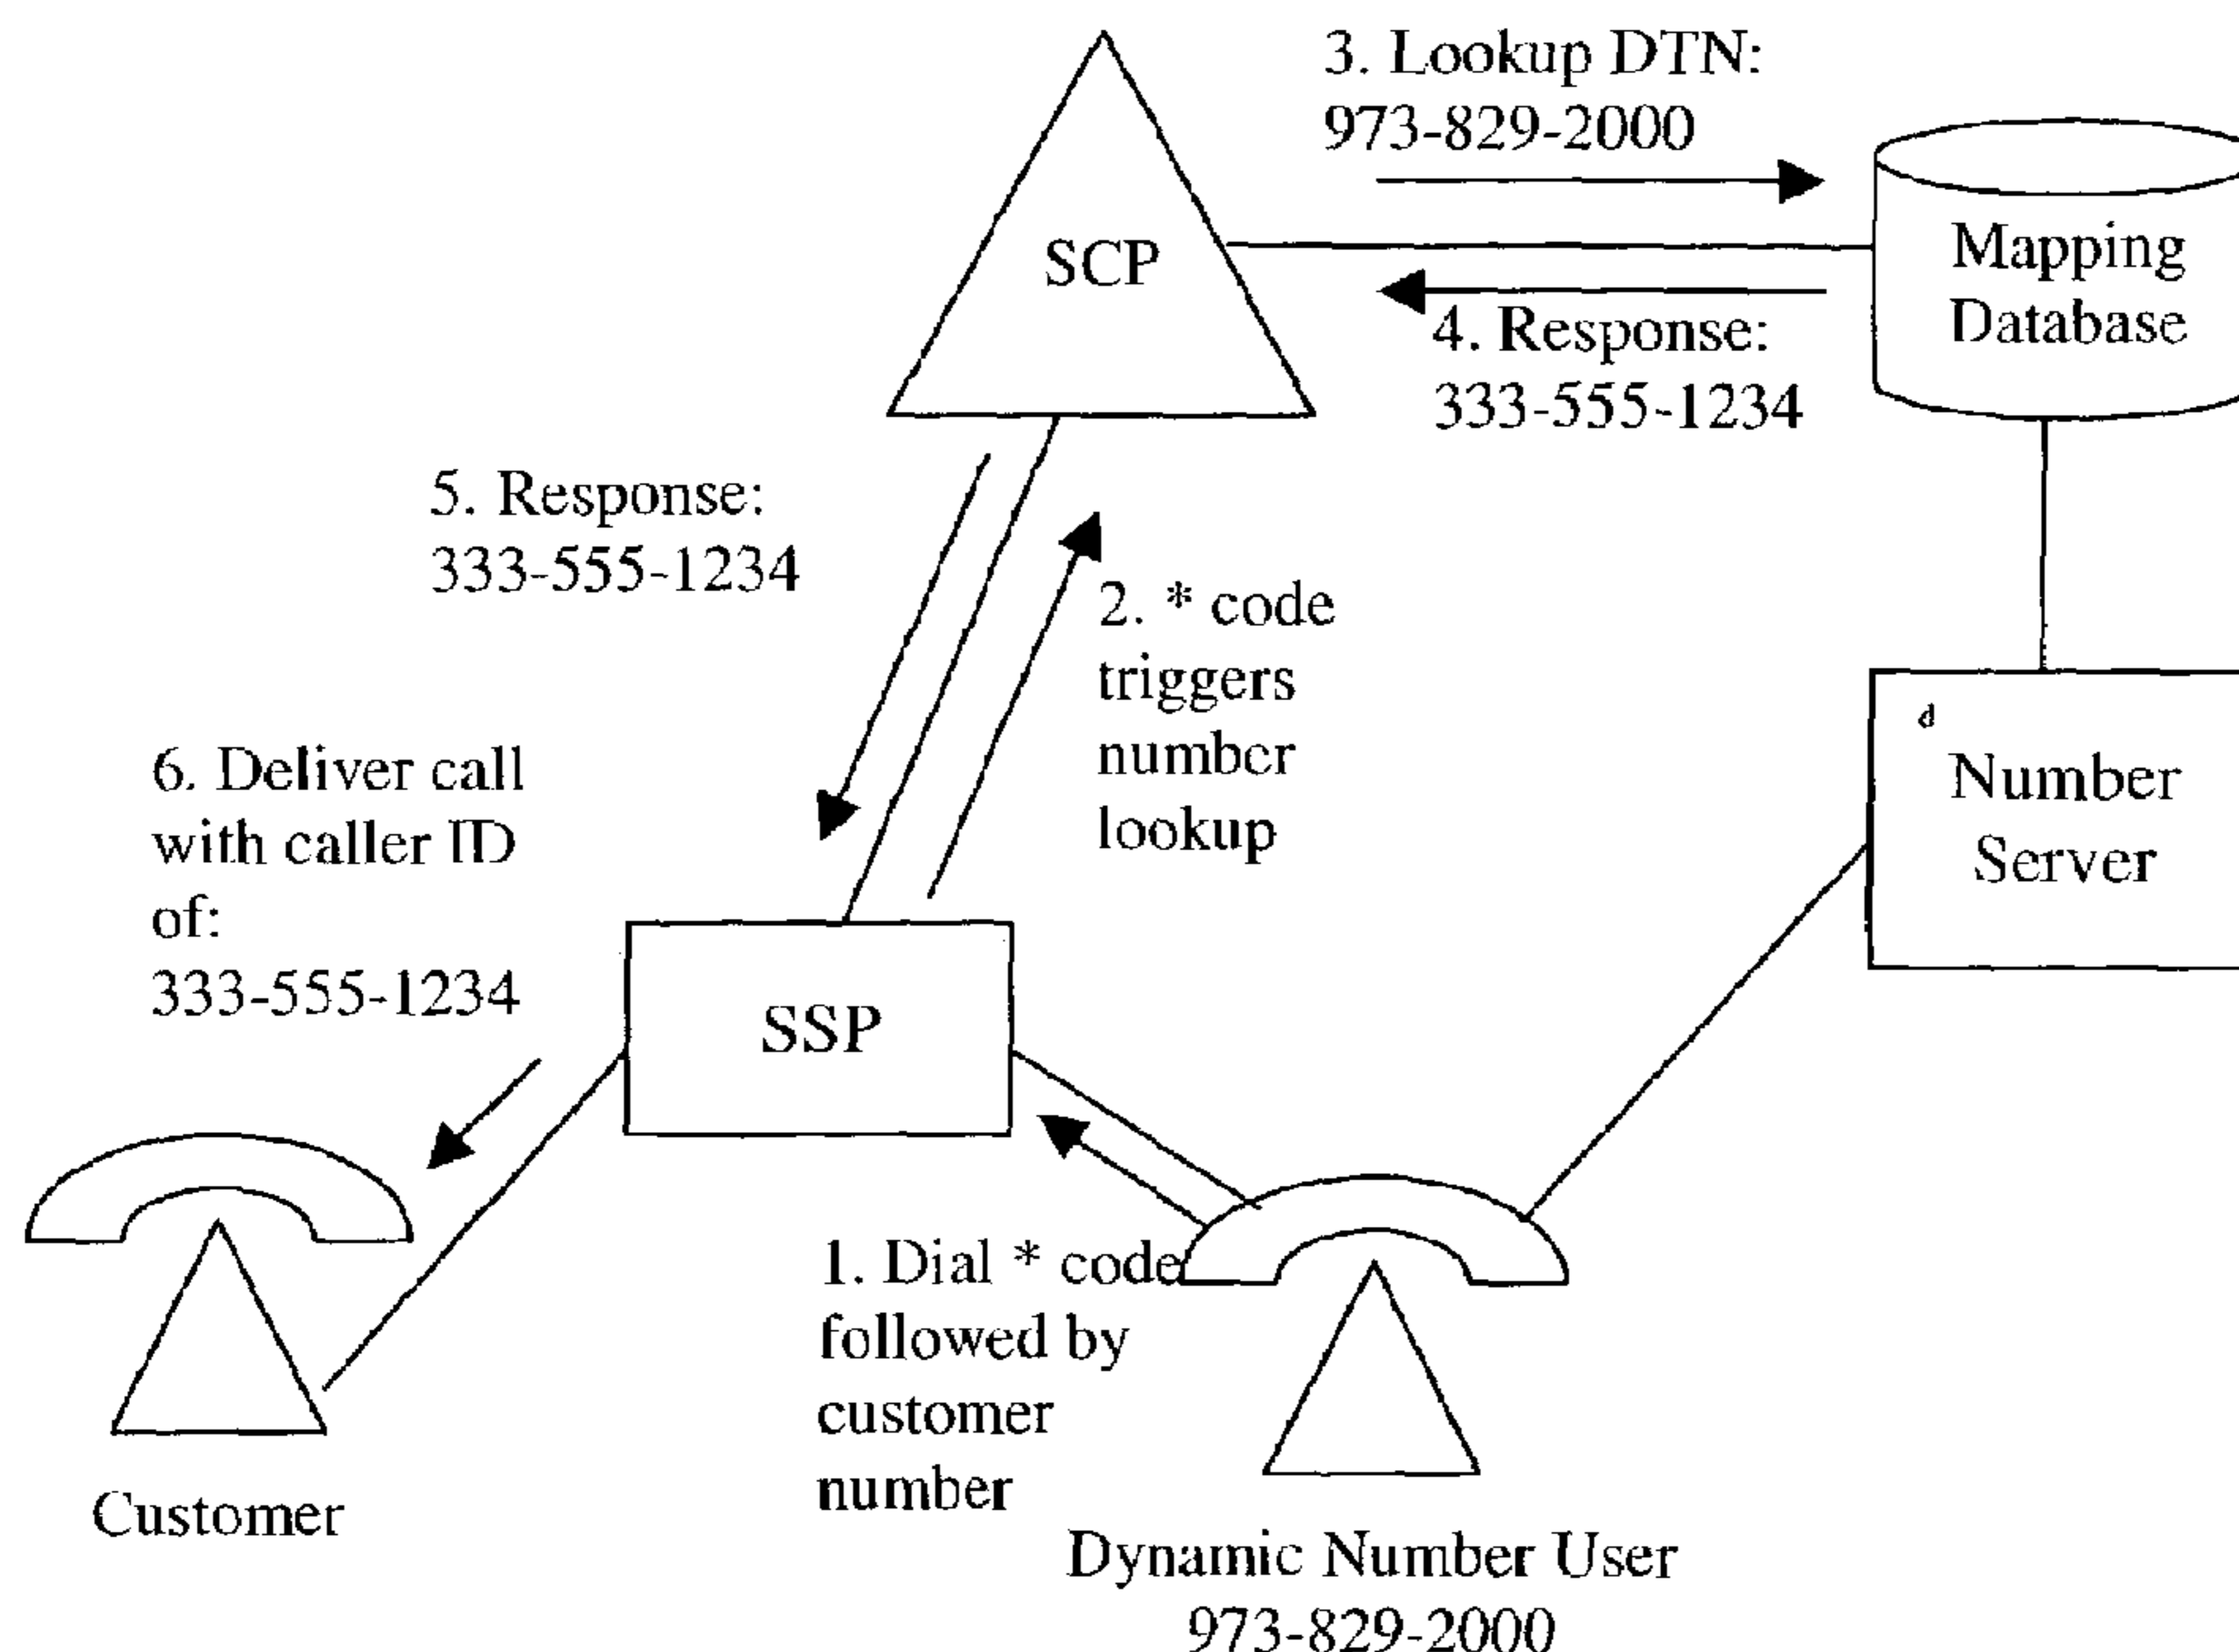 3. Lookup DTN:
973-829-2000
SCP
Mapping
Database
4. Response:
333-555-1234
5. Response:
333-555-1234
2. * code
triggers
number
lookup
6. Deliver call
with caller ID
of:
333-555-1234
d
Number
Server
SSP
1. Dial * code
followed by
customer
number
Customer
Dynamic Number User
973-829-2000